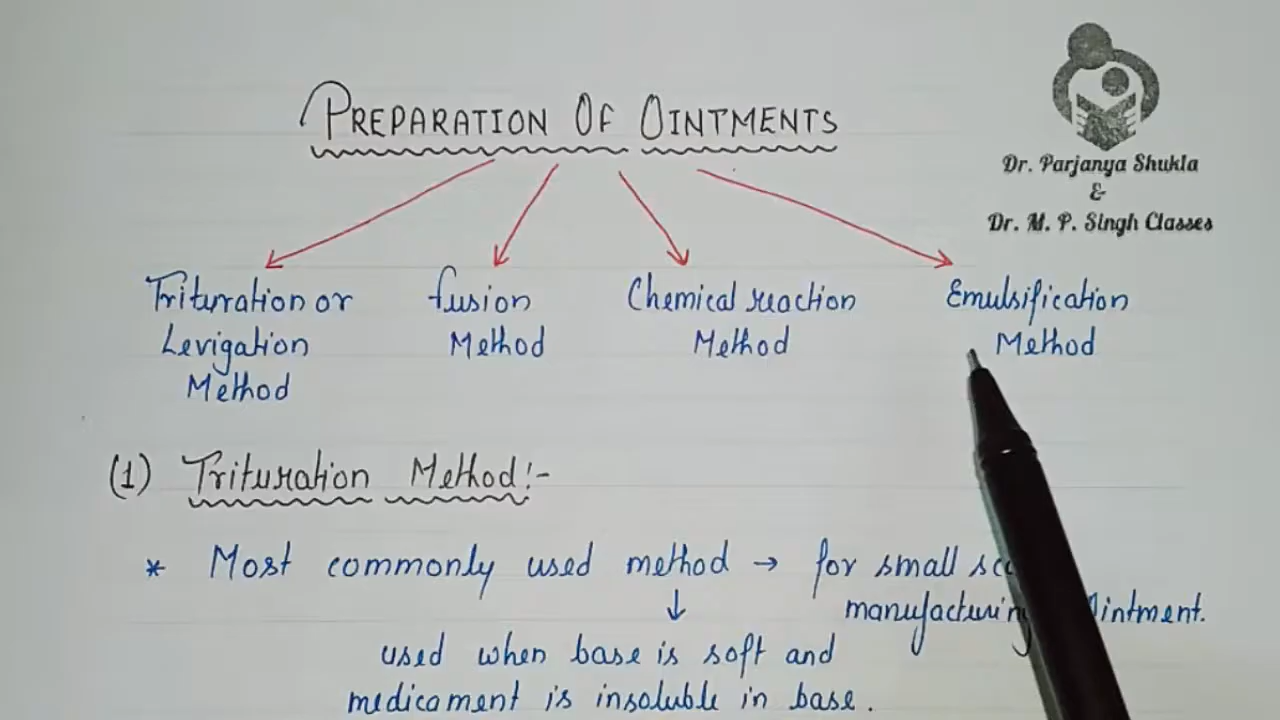 PREPARATION OF OINTMENTS
Dr. Parjanya Shukla
&
Dr. M. P. Singh Classes
Trituration or
Levigation
Method
fusion
Method
Chemical reaction
Method
Emulsification
Method
(1) Trituration Method:-
* Most commonly used method → for small
manufacturing ointment.
↓
used when base is soft and
medicament is insoluble in base.